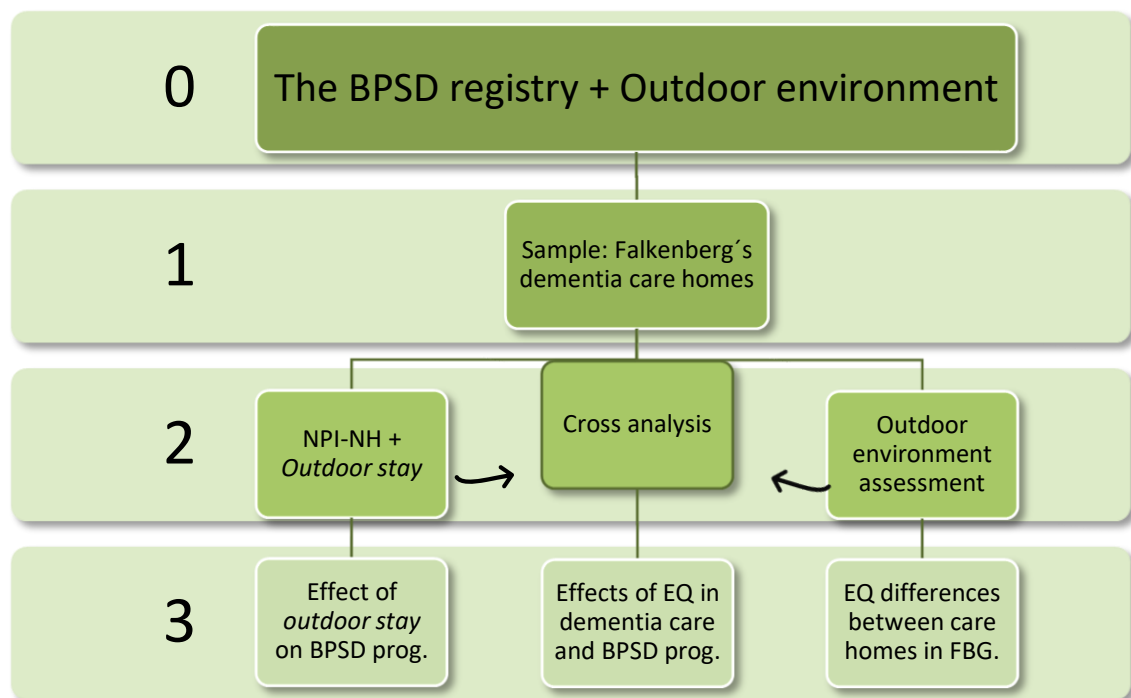 0
The BPSD registry + Outdoor environment
1
Sample: Falkenberg´s
dementia care homes
2
NPI-NH +
Outdoor stay
Cross analysis
Outdoor
environment
assessment
3
Effect of
outdoor stay
on BPSD prog.
Effects of EQ in
dementia care
and BPSD prog.
EQ differences
between care
homes in FBG.